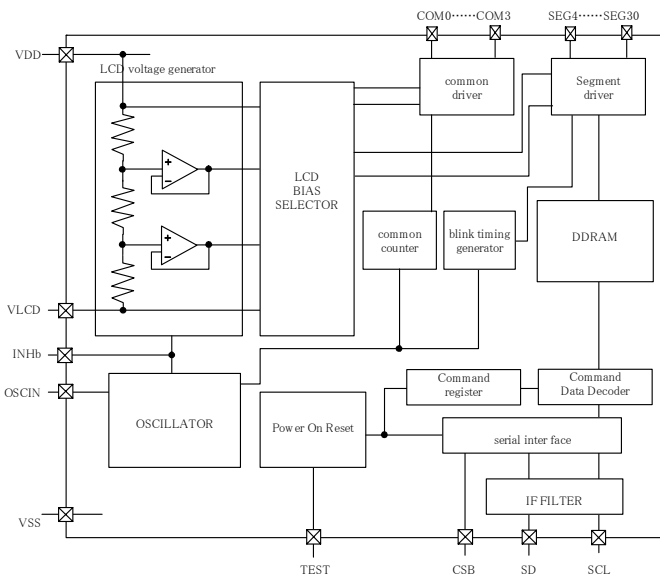 COM0……COM3
SEG4……SEG30
VDD
LCD voltage generator
common
driver
Segment
driver
LCD
BIAS
SELECTOR
common
counter
blink timing
generator
DDRAM
VLCD
INHb
OSCIN
OSCILLATOR
Power On Reset
Command
register
Command
Data Decoder
serial inter face
IF FILTER
VSS
TEST
CSB
SD
SCL